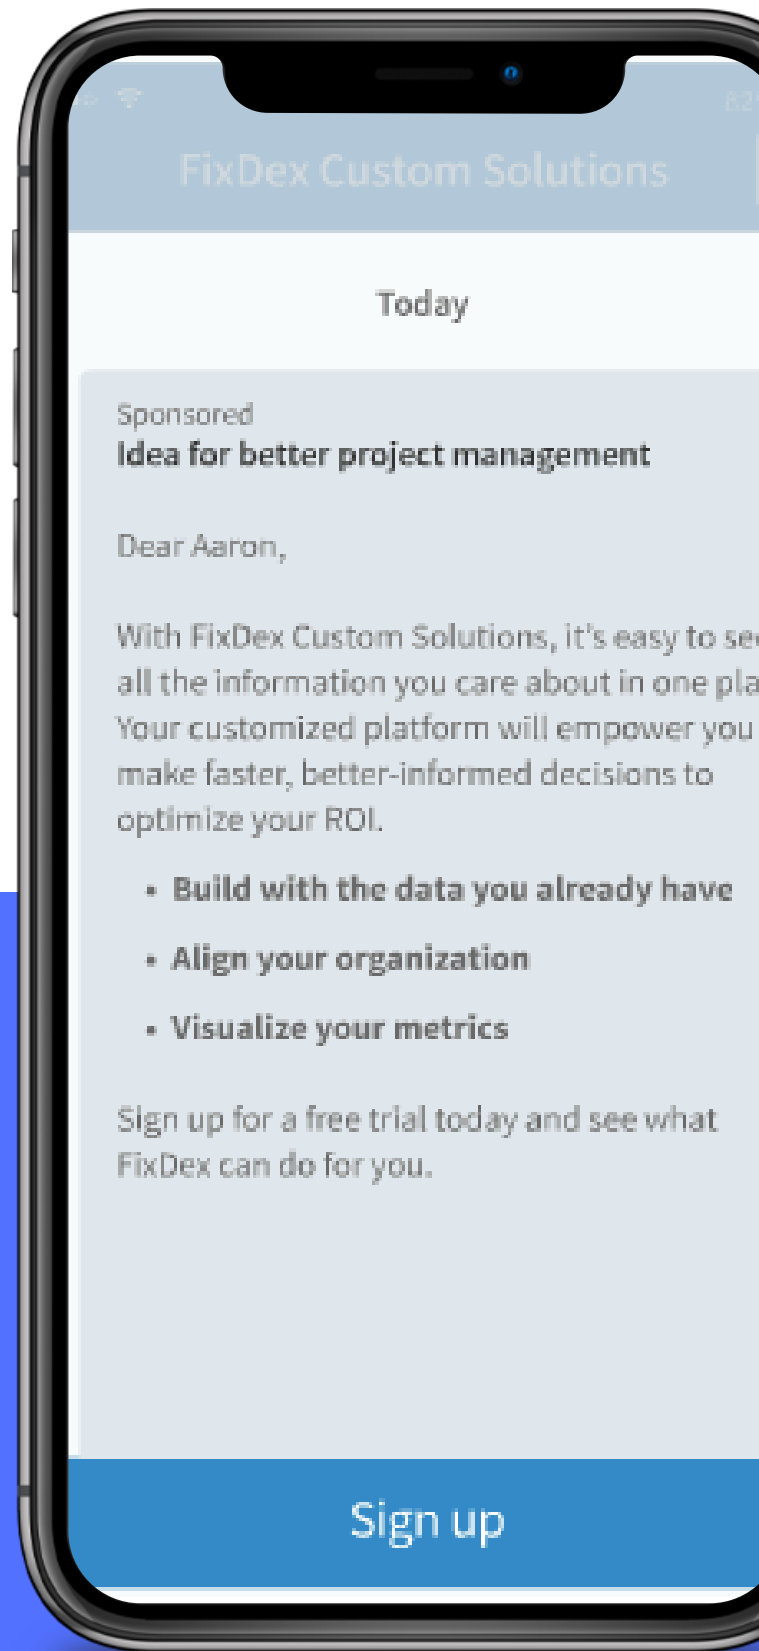 FixDex Custom Solutions
Today
Sponsored
Idea for better project management
Dear Aaron,
With FixDex Custom Solutions, it's easy to see
all the information you care about in one pla
Your customized platform will empower you
make faster, better-informed decisions to
optimize your ROI.
• Build with the data you already have
• Align your organization
• Visualize your metrics
Sign up for a free trial today and see what
FixDex can do for you.
Sign up